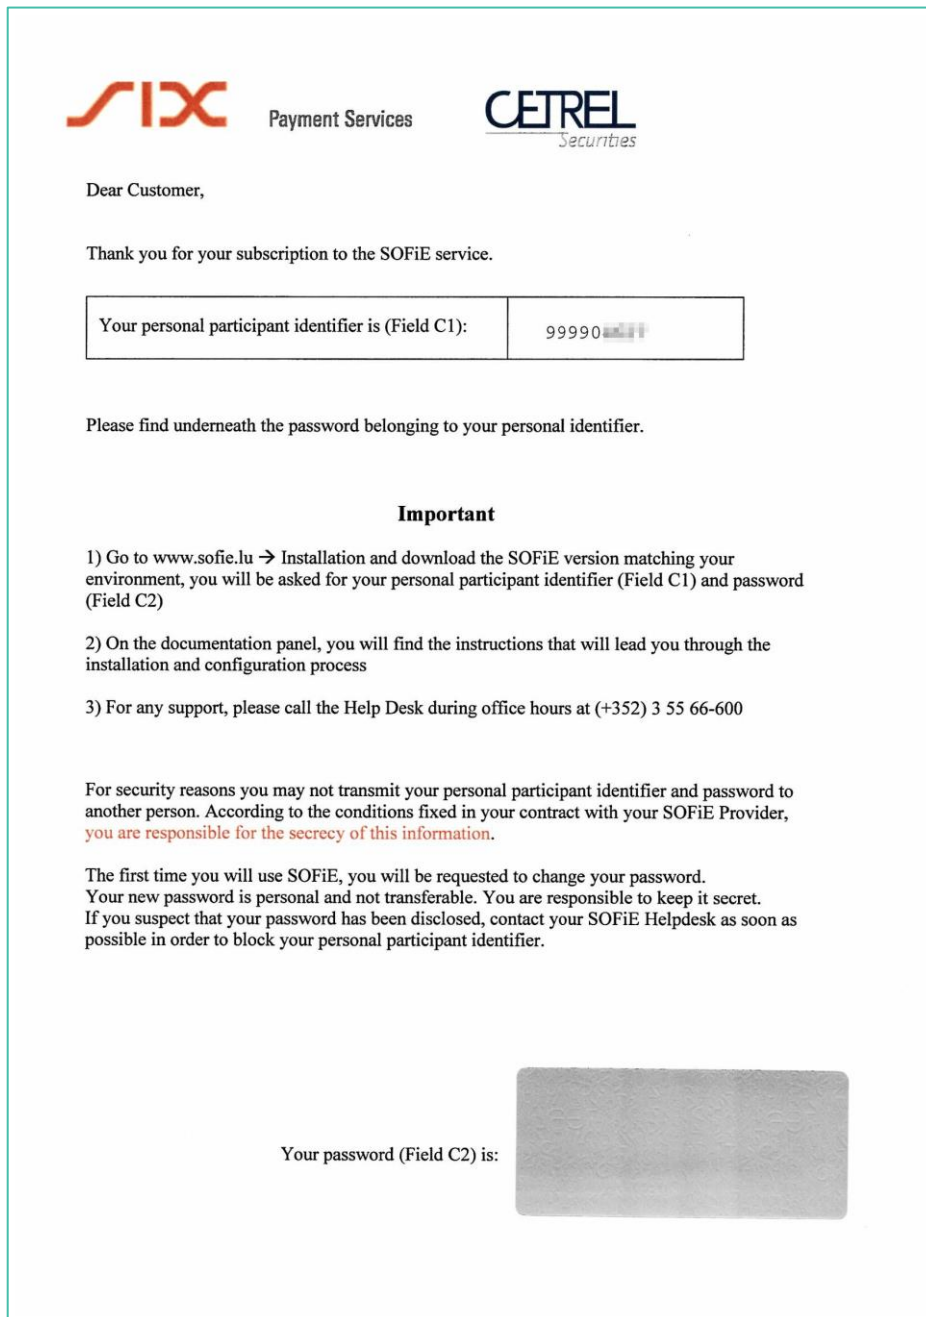 SIX Payment Services CETREL
Securities
Dear Customer,
Thank you for your subscription to the SOFiE service.
Your personal participant identifier is (Field C1): 99990
Please find underneath the password belonging to your personal identifier.
Important
1) Go to www.sofie.lu → Installation and download the SOFiE version matching your
environment, you will be asked for your personal participant identifier (Field C1) and password
(Field C2)
2) On the documentation panel, you will find the instructions that will lead you through the
installation and configuration process
3) For any support, please call the Help Desk during office hours at (+352) 3 55 66-600
For security reasons you may not transmit your personal participant identifier and password to
another person. According to the conditions fixed in your contract with your SOFiE Provider,
you are responsible for the secrecy of this information.
The first time you will use SOFiE, you will be requested to change your password.
Your new password is personal and not transferable. You are responsible to keep it secret.
If you suspect that your password has been disclosed, contact your SOFiE Helpdesk as soon as
possible in order to block your personal participant identifier.
Your password (Field C2) is: